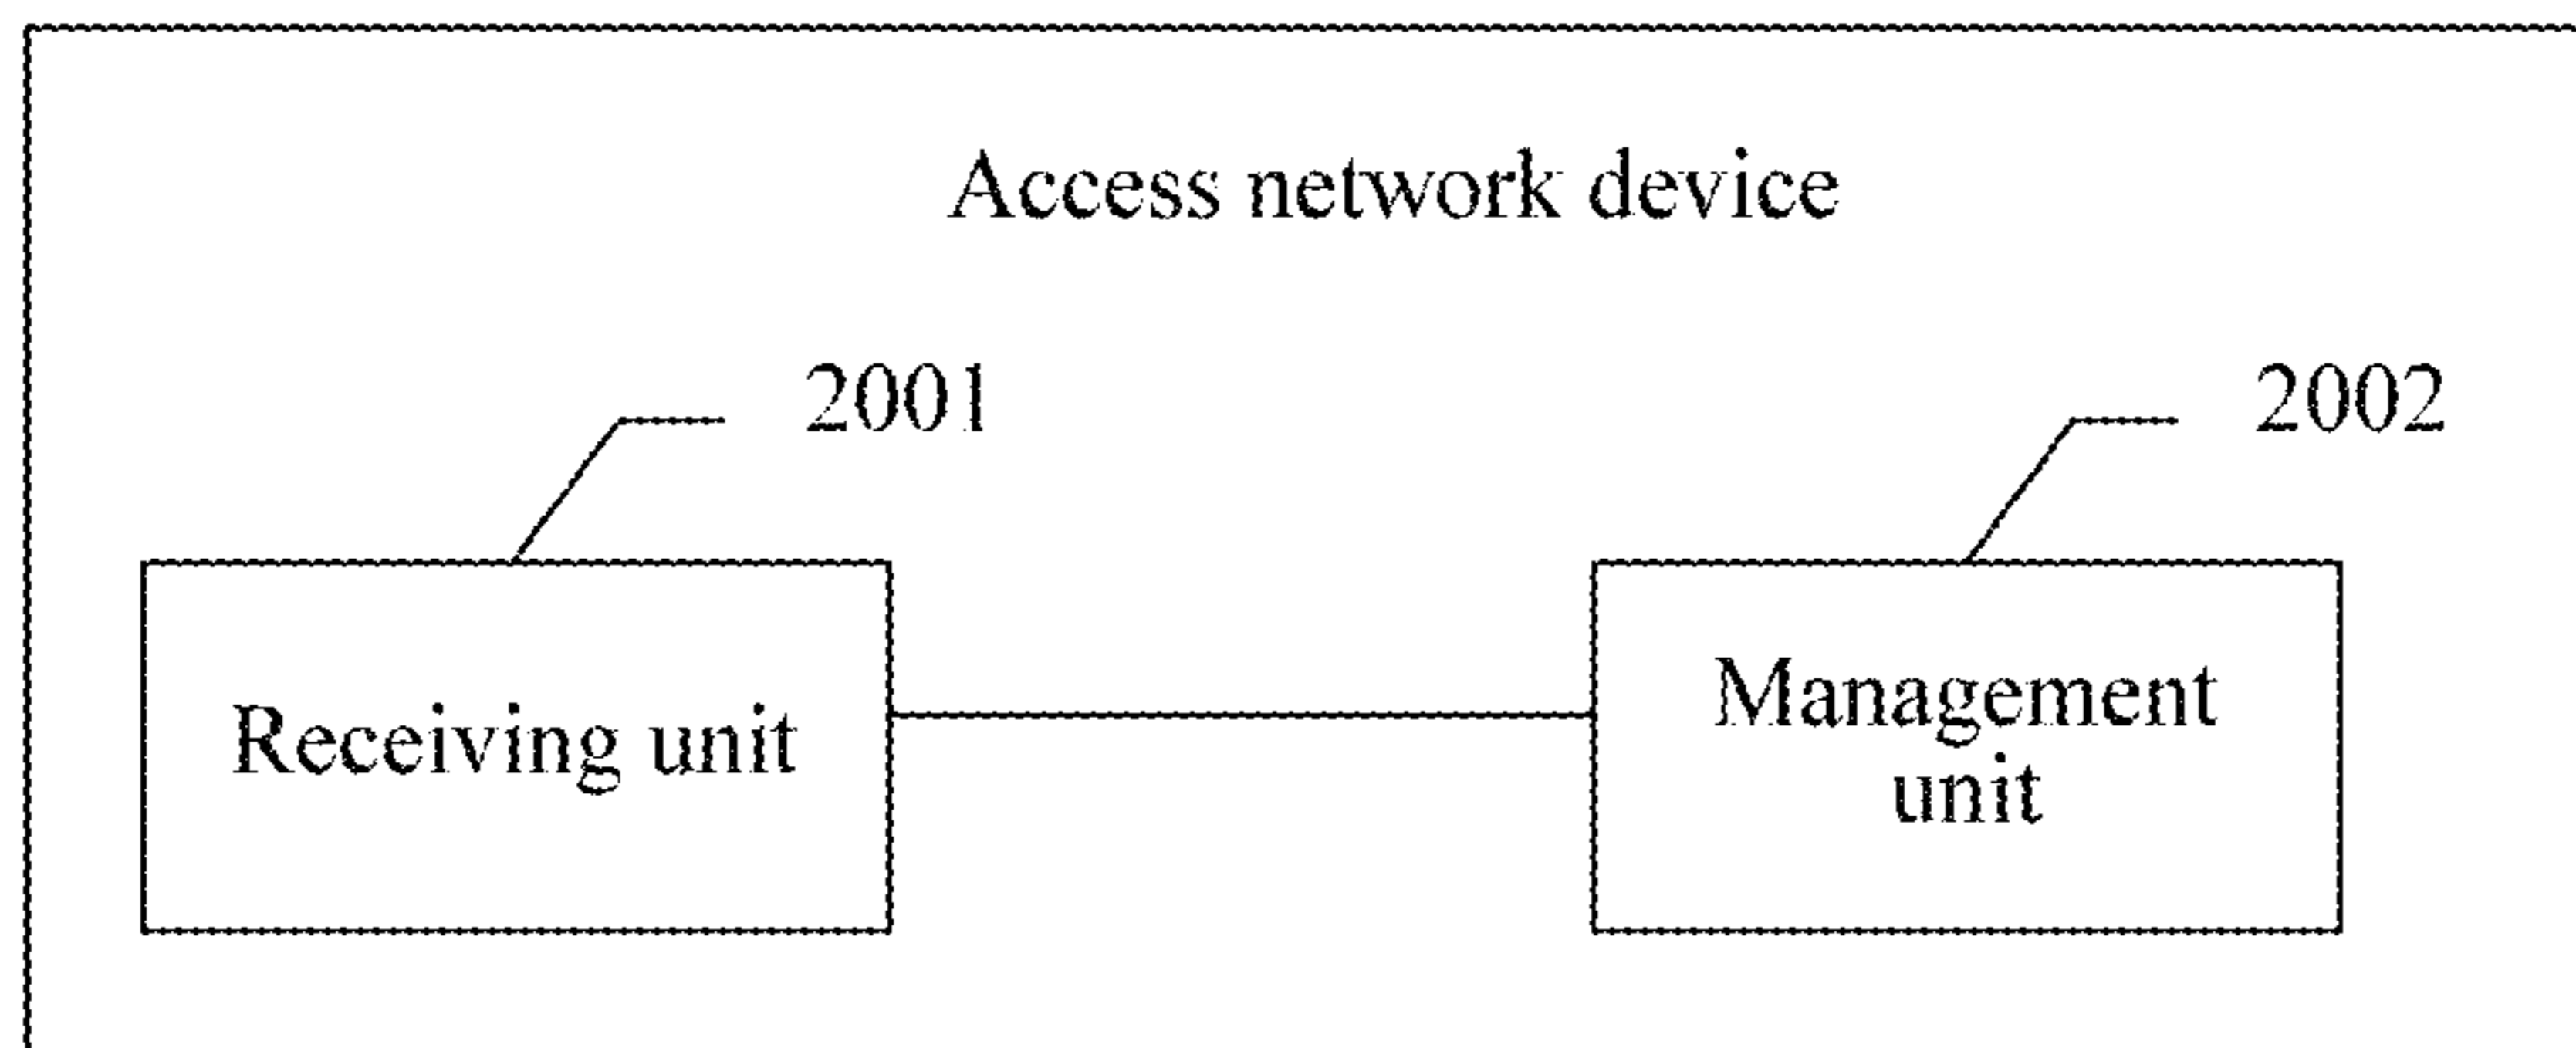 Access network device
2001
2002
Receiving unit
Management
unit